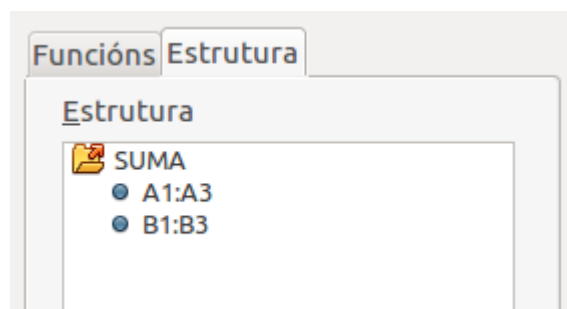 Funcións Estrutura
Estrutura
SUMA
A1:A3
B1:B3